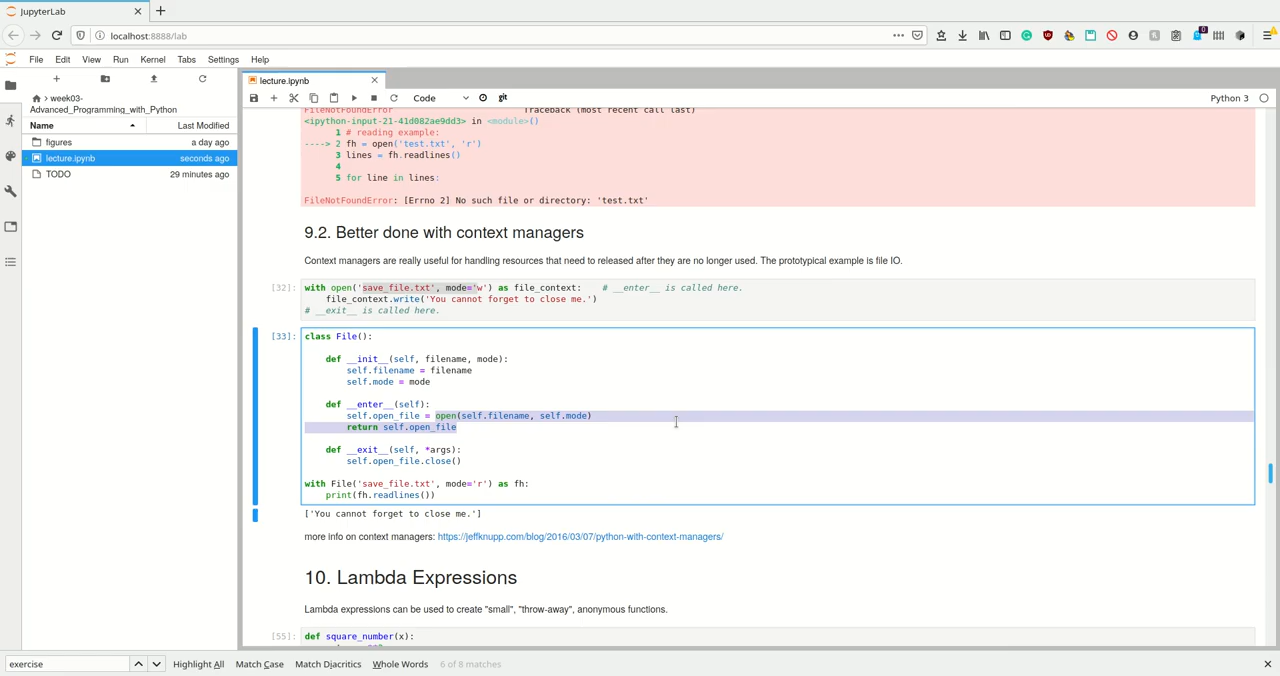 JupyterLab
localhost:8888/lab
0
File Edit View Run Kernel Tabs Settings Help
lecture.ipynb
Code git Python 3
> week03-
Advanced_Programming_with_Python
Name Last Modified
figures a day ago
lecture.ipynb seconds ago
TODO 29 minutes ago
FileNotFoundError Traceback (most recent call last)
<ipython-input-21-41d082ae9dd3> in <module>()
1 # reading example:
----> 2 fh = open('test.txt', 'r')
3 lines = fh.readlines()
4
5 for line in lines:
FileNotFoundError: [Errno 2] No such file or directory: 'test.txt'
9.2. Better done with context managers
Context managers are really useful for handling resources that need to released after they are no longer used. The prototypical example is file IO.
[32]: with open('save_file.txt', mode='w') as file_context: # __enter__ is called here.
file_context.write('You cannot forget to close me.')
# __exit__ is called here.
[33]: class File():
def __init__(self, filename, mode):
self.filename = filename
self.mode = mode
def __enter__(self):
self.open_file = open(self.filename, self.mode)
return self.open_file
def __exit__(self, *args):
self.open_file.close()
with File('save_file.txt', mode='r') as fh:
print(fh.readlines())
['You cannot forget to close me.']
more info on context managers: https://jeffknupp.com/blog/2016/03/07/python-with-context-managers/
10. Lambda Expressions
Lambda expressions can be used to create "small", "throw-away", anonymous functions.
[55]: def square_number(x):
exercise Highlight All Match Case Match Diacritics Whole Words 6 of 8 matches